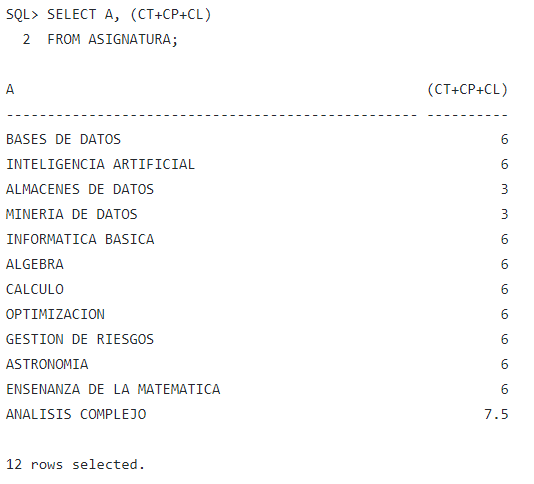 SQL> SELECT A, (CT+CP+CL)
  2  FROM ASIGNATURA;
A                                                  (CT+CP+CL)
-------------------------------------------------- ----------
BASES DE DATOS                                              6
INTELIGENCIA ARTIFICIAL                                     6
ALMACENES DE DATOS                                          3
MINERIA DE DATOS                                            3
INFORMATICA BASICA                                          6
ALGEBRA                                                     6
CALCULO                                                     6
OPTIMIZACION                                                6
GESTION DE RIESGOS                                          6
ASTRONOMIA                                                  6
ENSENANZA DE LA MATEMATICA                                  6
ANALISIS COMPLEJO                                         7.5
12 rows selected.